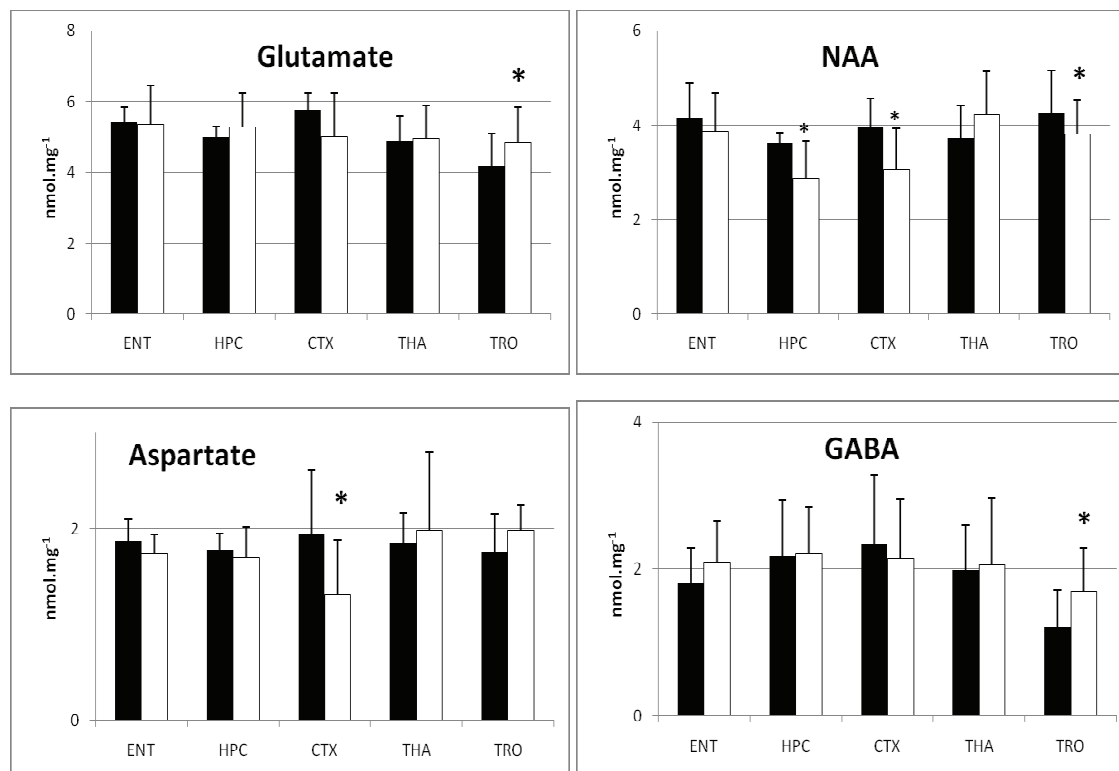 Glutamate
*
nmol.mg⁻¹
8
6
4
2
0
ENT HPC CTX THA TRO
NAA
* * *
nmol.mg⁻¹
6
4
2
0
ENT HPC CTX THA TRO
Aspartate
*
nmol.mg⁻¹
2
0
ENT HPC CTX THA TRO
GABA
*
nmol.mg⁻¹
4
2
0
ENT HPC CTX THA TRO